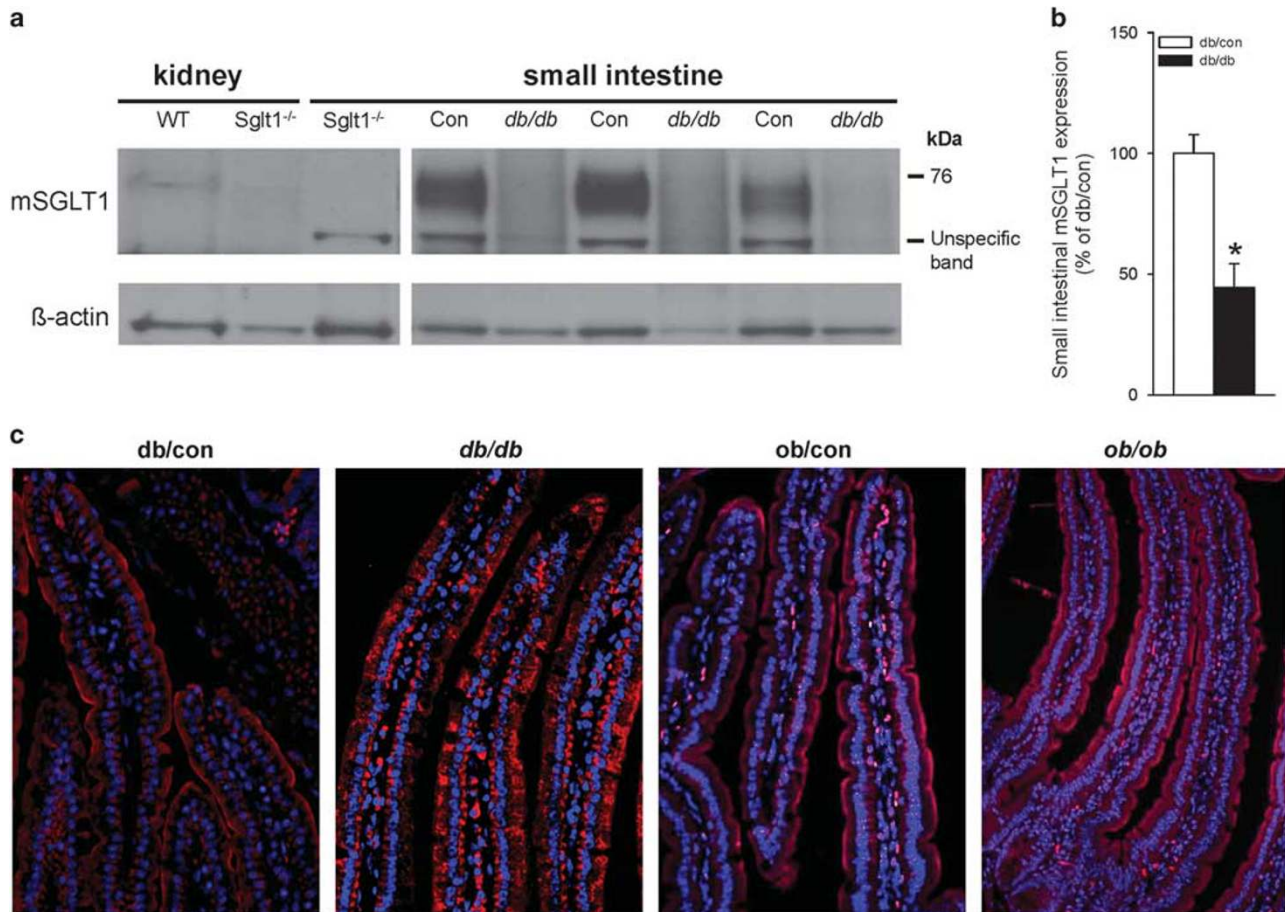 a
kidney small intestine
WT Sglt1-/- Sglt1-/- Con db/db Con db/db Con db/db
kDa
mSGLT1
76
Unspecific
band
ß-actin
b
Small intestinal mSGLT1 expression
(% of db/con)
150
100
50
0
db/con
db/db
*
c
db/con db/db ob/con ob/ob